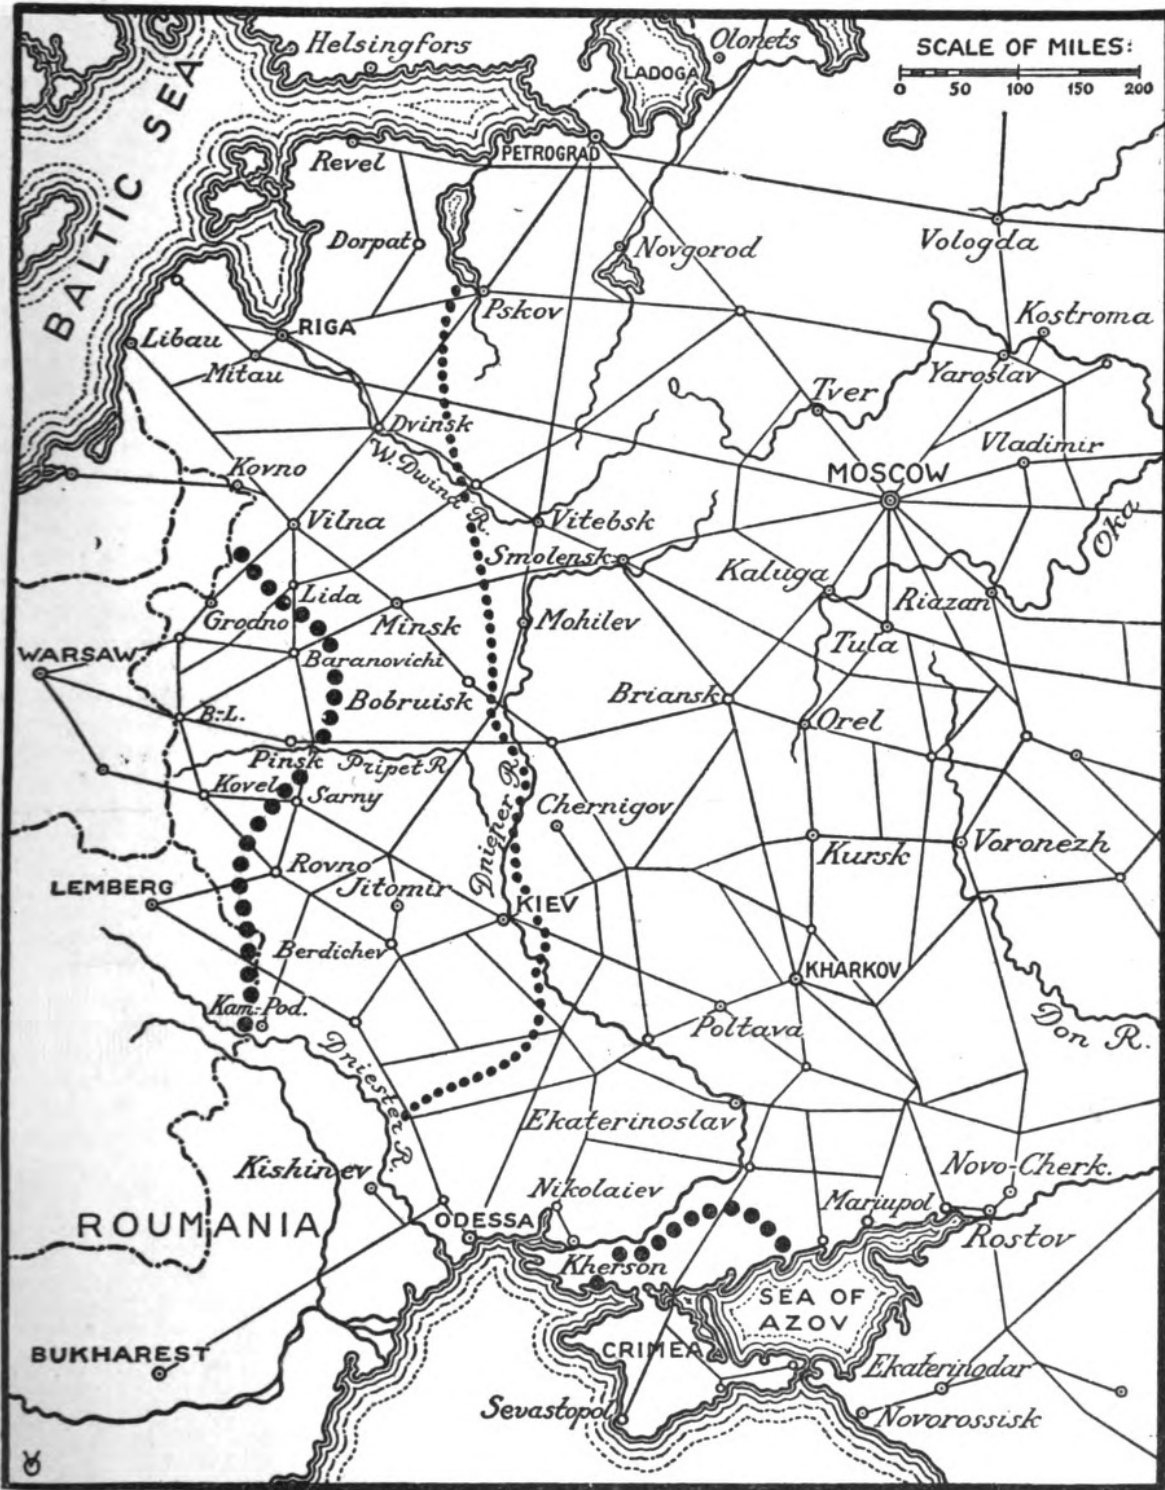 Helsingfors
Olonets
LADOGA
SCALE OF MILES:
0 50 100 150 200
BALTIC SEA
Revel
PETROGRAD
Dorpat
Novgorod
Vologda
Pskov
Kostroma
Libau
RIGA
Mitau
Yaroslav
Tver
Dvinsk
W. Dwina R.
Vladimir
Kovno
MOSCOW
Vilna
Vitebsk
Oka
Smolensk
Lida
Kaluga
Grodno
Minsk
Mohilev
Riazan
Tula
WARSAW
Baranovichi
Bobruisk
Briansk
B:-L.
Orel
Pinsk
Pripet R
Kovel
Sarny
Dnieper R.
Chernigov
Rovno
Kursk
Voronezh
LEMBERG
Jitomir
KIEV
Berdichev
KHARKOV
Kam:-Pod.
Poltava
Don R.
Dniester R.
Ekaterinoslav
Kishinev
Nikolaiev
Novo-Cherk.
Mariupol
ROUMANIA
ODESSA
Rostov
Kherson
SEA OF
AZOV
BUKHAREST
CRIMEA
Ekaterinodar
Sevastopol
Novorossisk